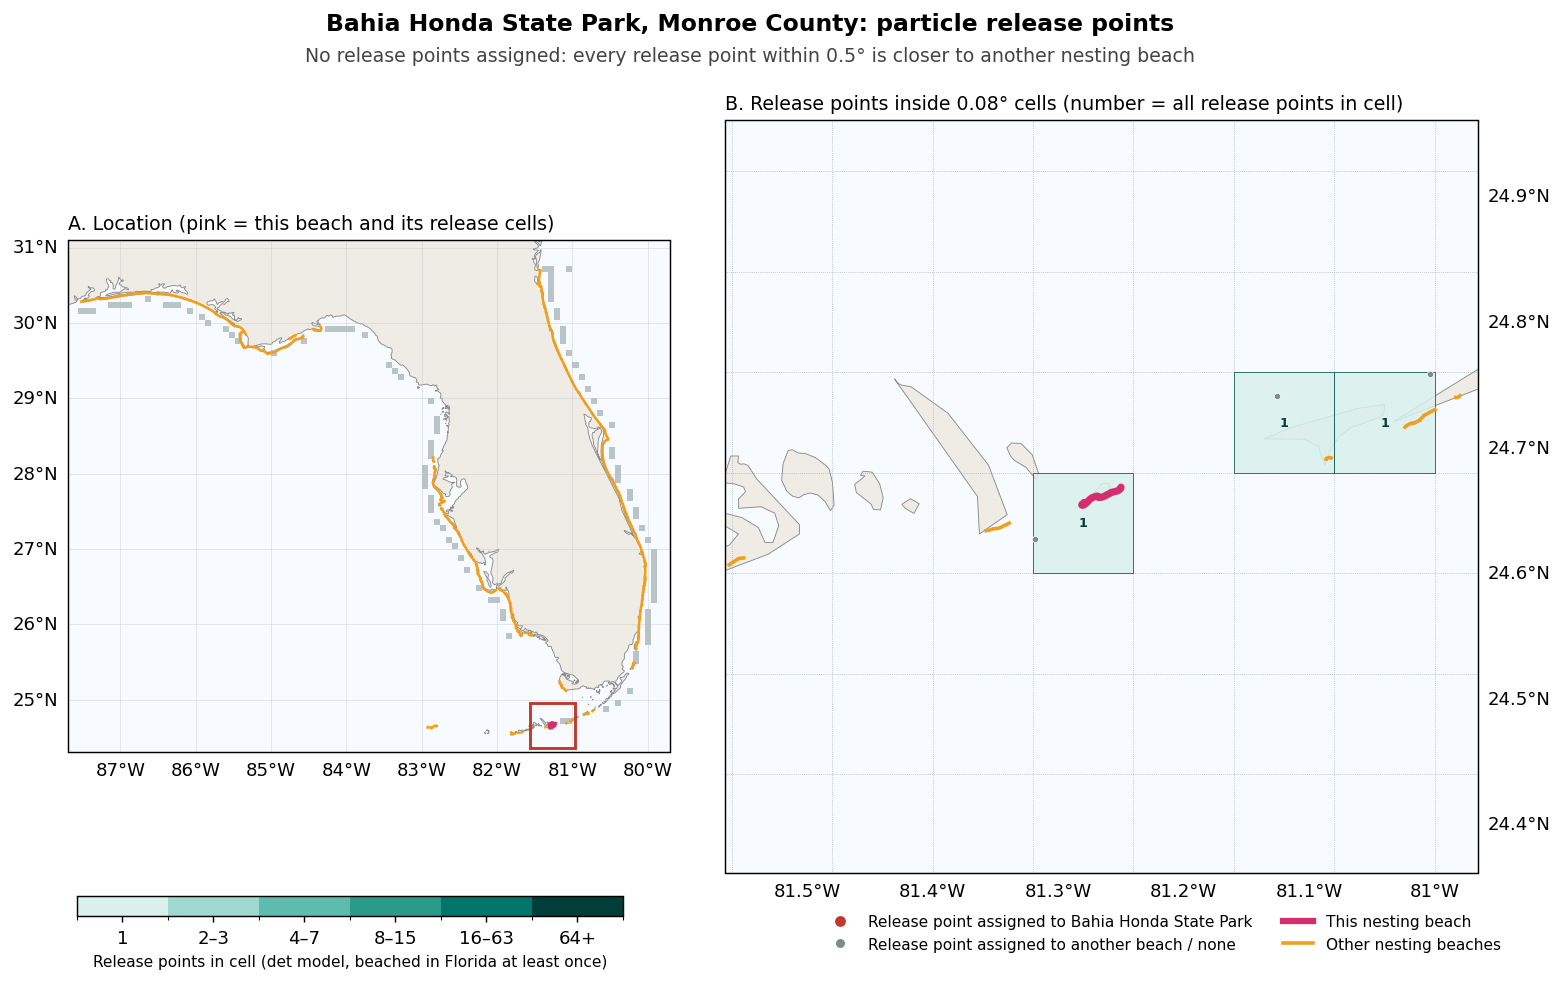 Bahia Honda State Park, Monroe County: particle release points
No release points assigned: every release point within 0.5° is closer to another nesting beach
A. Location (pink = this beach and its release cells)
31°N
30°N
29°N
28°N
27°N
26°N
25°N
87°W 86°W 85°W 84°W 83°W 82°W 81°W 80°W
B. Release points inside 0.08° cells (number = all release points in cell)
24.9°N
24.8°N
24.7°N
24.6°N
24.5°N
24.4°N
1 1
1
81.5°W 81.4°W 81.3°W 81.2°W 81.1°W 81°W
1 2–3 4–7 8–15 16–63 64+
Release points in cell (det model, beached in Florida at least once)
Release point assigned to Bahia Honda State Park
Release point assigned to another beach / none
This nesting beach
Other nesting beaches